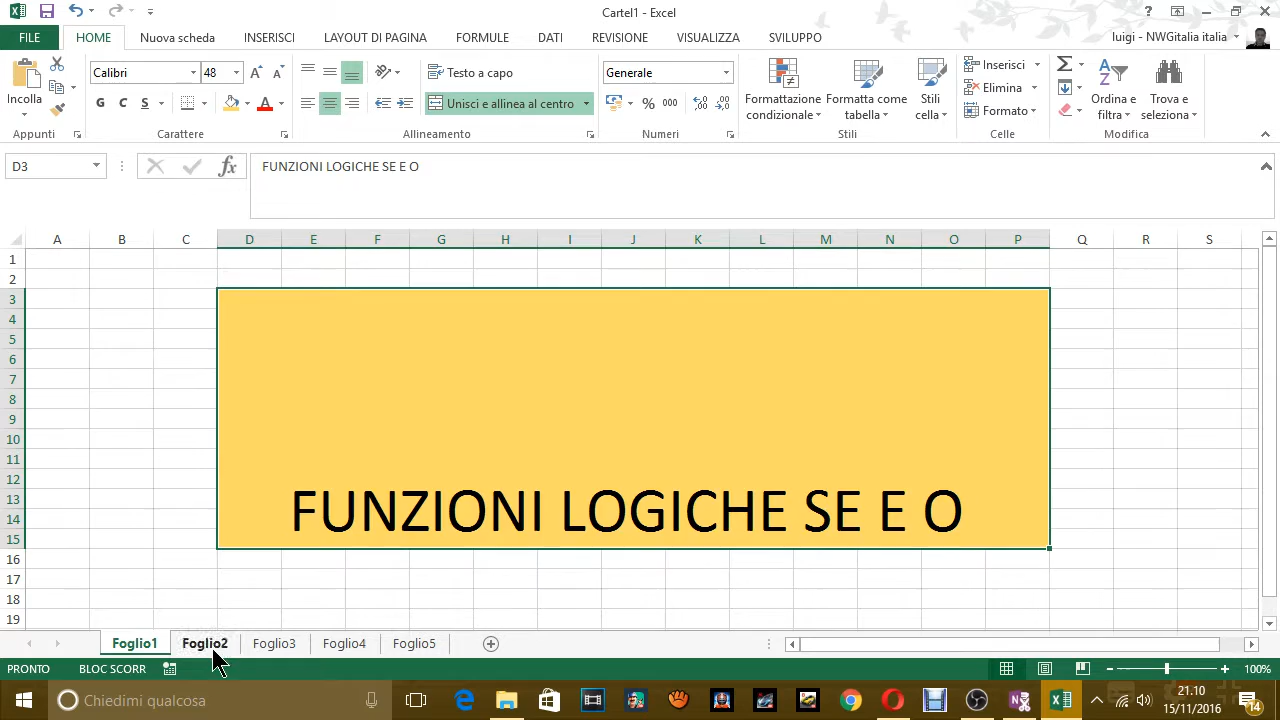 Cartel1 - Excel
FILE HOME Nuova scheda INSERISCI LAYOUT DI PAGINA FORMULE DATI REVISIONE VISUALIZZA SVILUPPO luigi - NWGitalia italia
Incolla
Appunti
Calibri 48
G C S
Carattere
Testo a capo
Unisci e allinea al centro
Allineamento
Generale
% 000
Numeri
Formattazione condizionale
Formatta come tabella
Stili cella
Stili
Inserisci
Elimina
Formato
Celle
Ordina e filtra
Trova e seleziona
Modifica
D3 fx FUNZIONI LOGICHE SE E O
A B C D E F G H I J K L M N O P Q R S
1
2
3
4
5
6
7
8
9
10
11
12
13
14
15
16
17
18
19
FUNZIONI LOGICHE SE E O
Foglio1 Foglio2 Foglio3 Foglio4 Foglio5
PRONTO BLOC SCORR 100%
Chiedimi qualcosa
21.10
15/11/2016
14